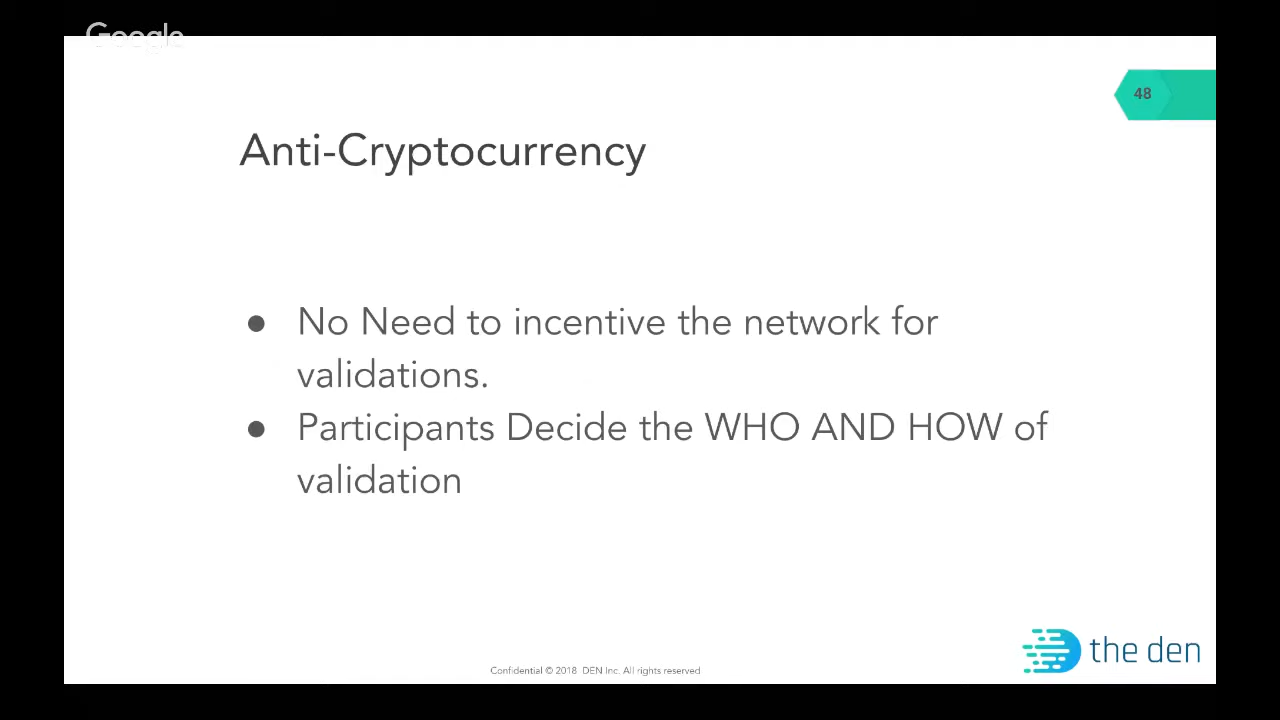 Google
48
Anti-Cryptocurrency
● No Need to incentive the network for
validations.
● Participants Decide the WHO AND HOW of
validation
the den
Confidential © 2018 DEN Inc. All rights reserved